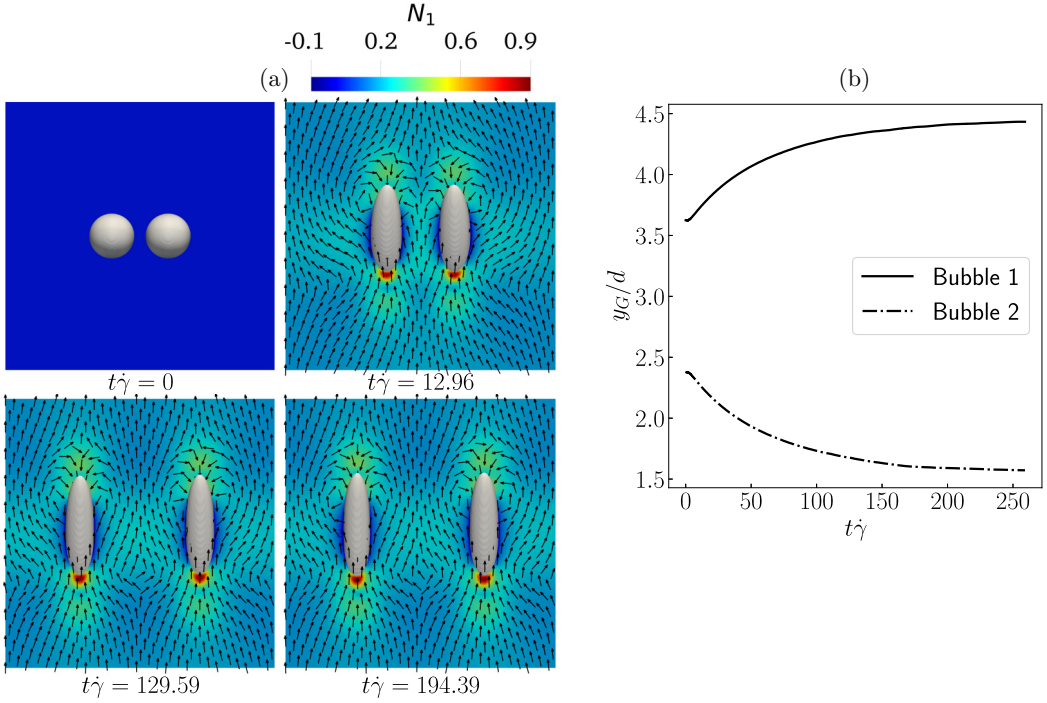 N₁
-0.1 0.2 0.6 0.9
(a)
tγ̇ = 0
tγ̇ = 12.96
tγ̇ = 129.59
tγ̇ = 194.39
(b)
4.5
4.0
3.5
3.0
2.5
2.0
1.5
y_G/d
Bubble 1
Bubble 2
0 50 100 150 200 250
tγ̇